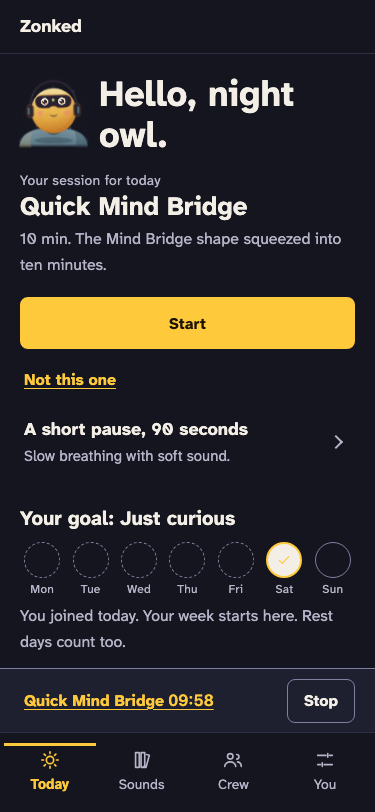 Zonked
Hello, night
owl.
Your session for today
Quick Mind Bridge
10 min. The Mind Bridge shape squeezed into
ten minutes.
Start
Not this one
A short pause, 90 seconds
Slow breathing with soft sound.
Your goal: Just curious
Mon Tue Wed Thu Fri Sat Sun
You joined today. Your week starts here. Rest
days count too.
Quick Mind Bridge 09:58 Stop
Today Sounds Crew You